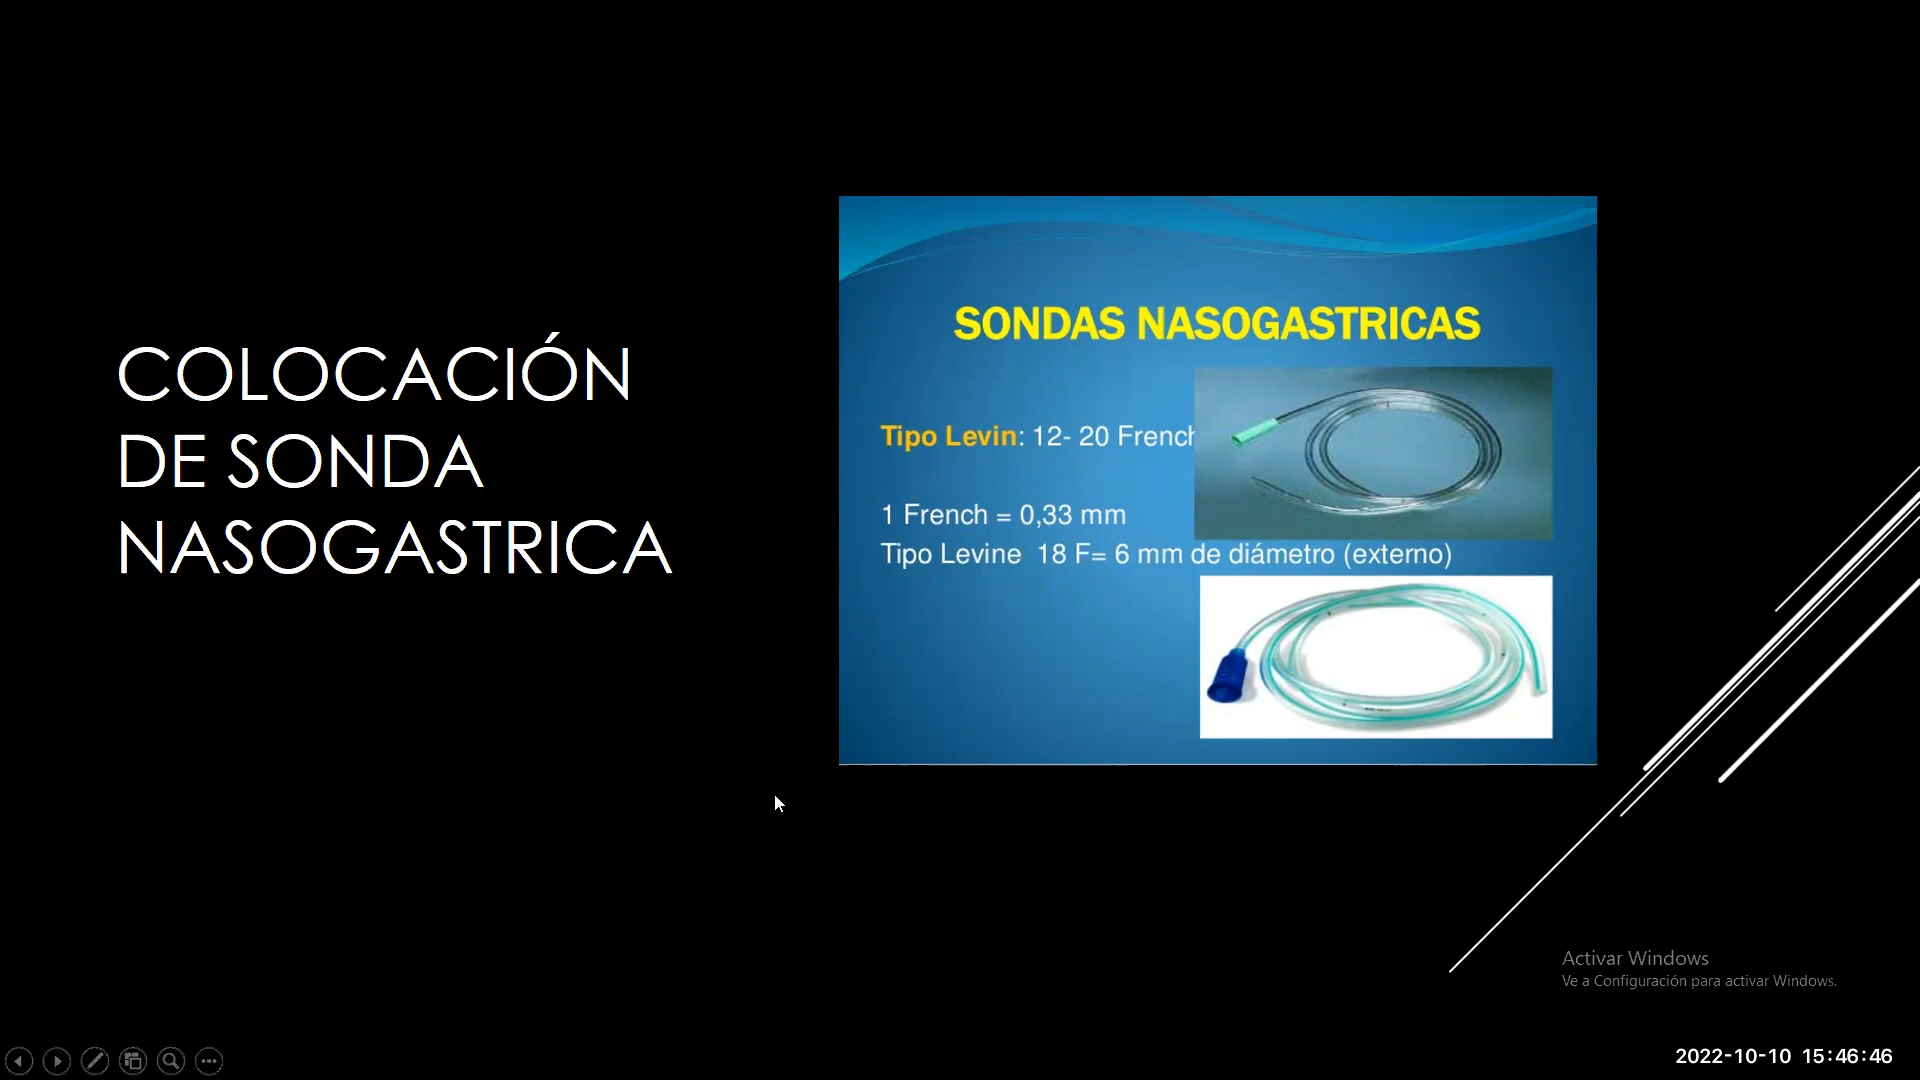 COLOCACIÓN
DE SONDA
NASOGASTRICA
SONDAS NASOGASTRICAS
Tipo Levin: 12- 20 French
1 French = 0,33 mm
Tipo Levine 18 F= 6 mm de diámetro (externo)
Activar Windows
Ve a Configuración para activar Windows.
2022-10-10 15:46:46